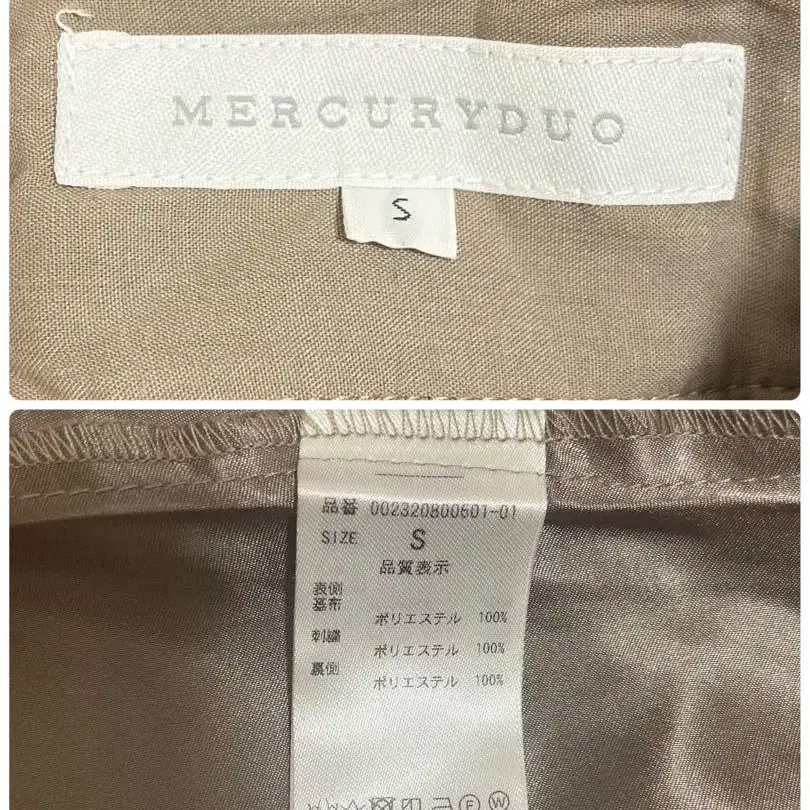 MERCURYDUO
S
品番 002320800601-01
SIZE S
品質表示
表側
基布
ポリエステル 100%
刺繍
ポリエステル 100%
裏側
ポリエステル 100%
F W